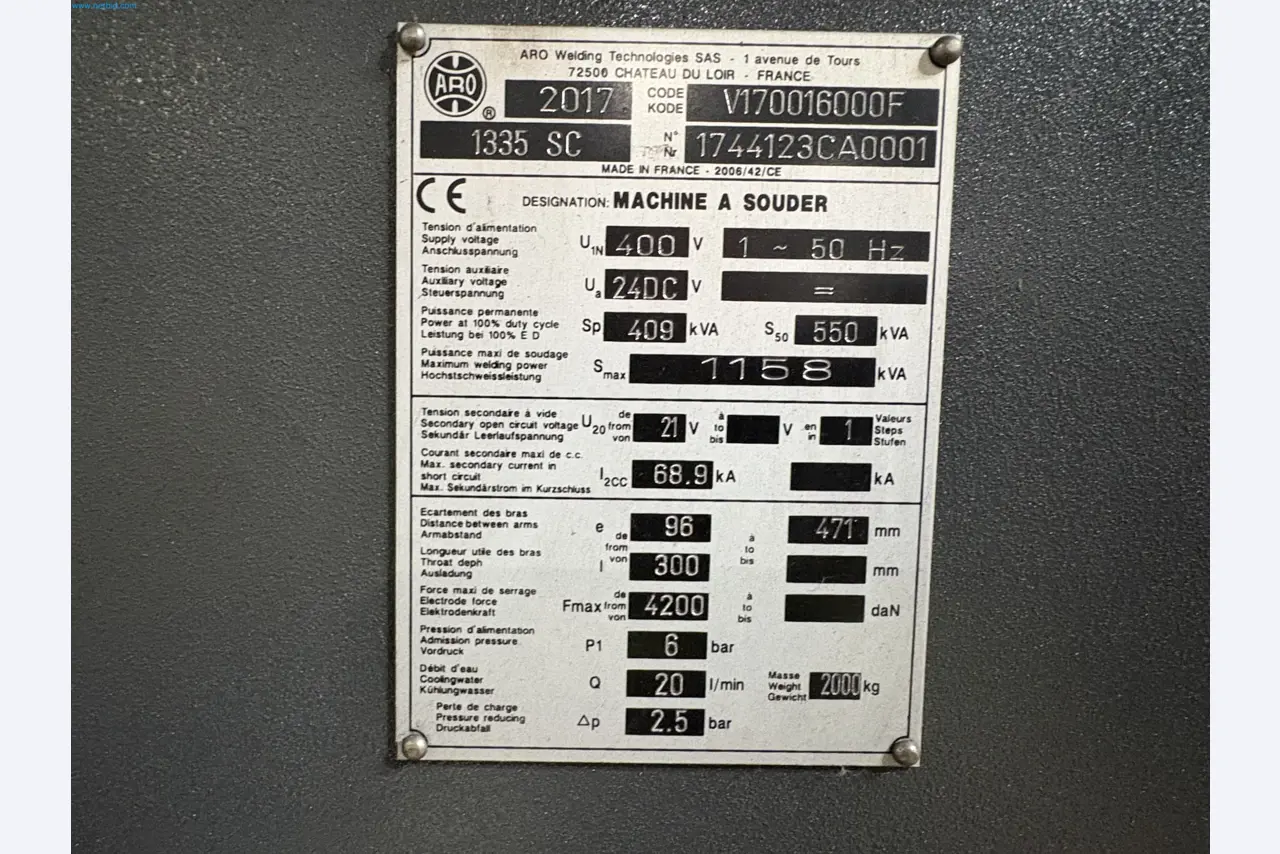 www.netbid.com
ARO Welding Technologies SAS - 1 avenue de Tours
72500 CHATEAU DU LOIR - FRANCE
ARO ® 2017 CODE KODE V170016000F
1335 SC N° Nr 1744123CA0001
MADE IN FRANCE - 2006/42/CE
CE DESIGNATION: MACHINE A SOUDER
Tension d'alimentation
Supply voltage U1N 400 V 1 ~ 50 Hz
Anschlusspannung
Tension auxiliaire
Auxiliary voltage Ua 24DC V =
Steuerspannung
Puissance permanente
Power at 100% duty cycle Sp 409 kVA S50 550 kVA
Leistung bei 100% E D
Puissance maxi de soudage
Maximum welding power Smax 1158 kVA
Hochstschweissleistung
Tension secondaire à vide de à Valeurs
Secondary open circuit voltage U20 from 21 V to V en in 1 Steps
Sekundär Leerlaufspannung von bis Stufen
Courant secondaire maxi de c.c.
Max. secondary current in
short circuit I2CC 68.9 kA kA
Max. Sekundärstrom im Kurzschluss
Ecartement des bras
Distance between arms e de 96 à 471 mm
Armabstand
Longueur utile des bras from to
Throat deph l von 300 bis mm
Ausladung
Force maxi de serrage de à
Electrode force Fmax from 4200 to daN
Elektrodenkraft von bis
Pression d'alimentation
Admission pressure P1 6 bar
Vordruck
Débit d'eau Masse
Coolingwater Q 20 l/min Weight 2000 kg
Kühlungwasser Gewicht
Perte de charge
Pressure reducing Δp 2.5 bar
Druckabfall